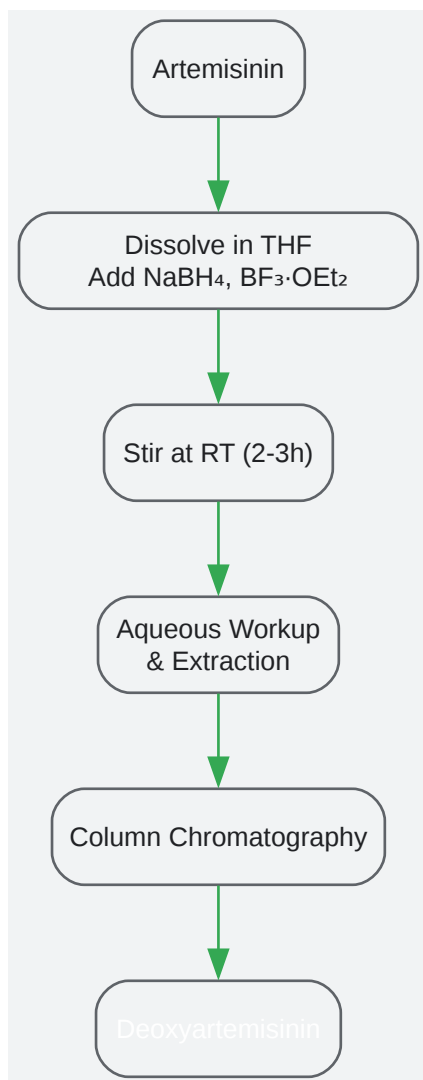 Artemisinin
Dissolve in THF
Add NaBH₄, BF₃·OEt₂
Stir at RT (2-3h)
Aqueous Workup
& Extraction
Column Chromatography
Deoxyartemisinin